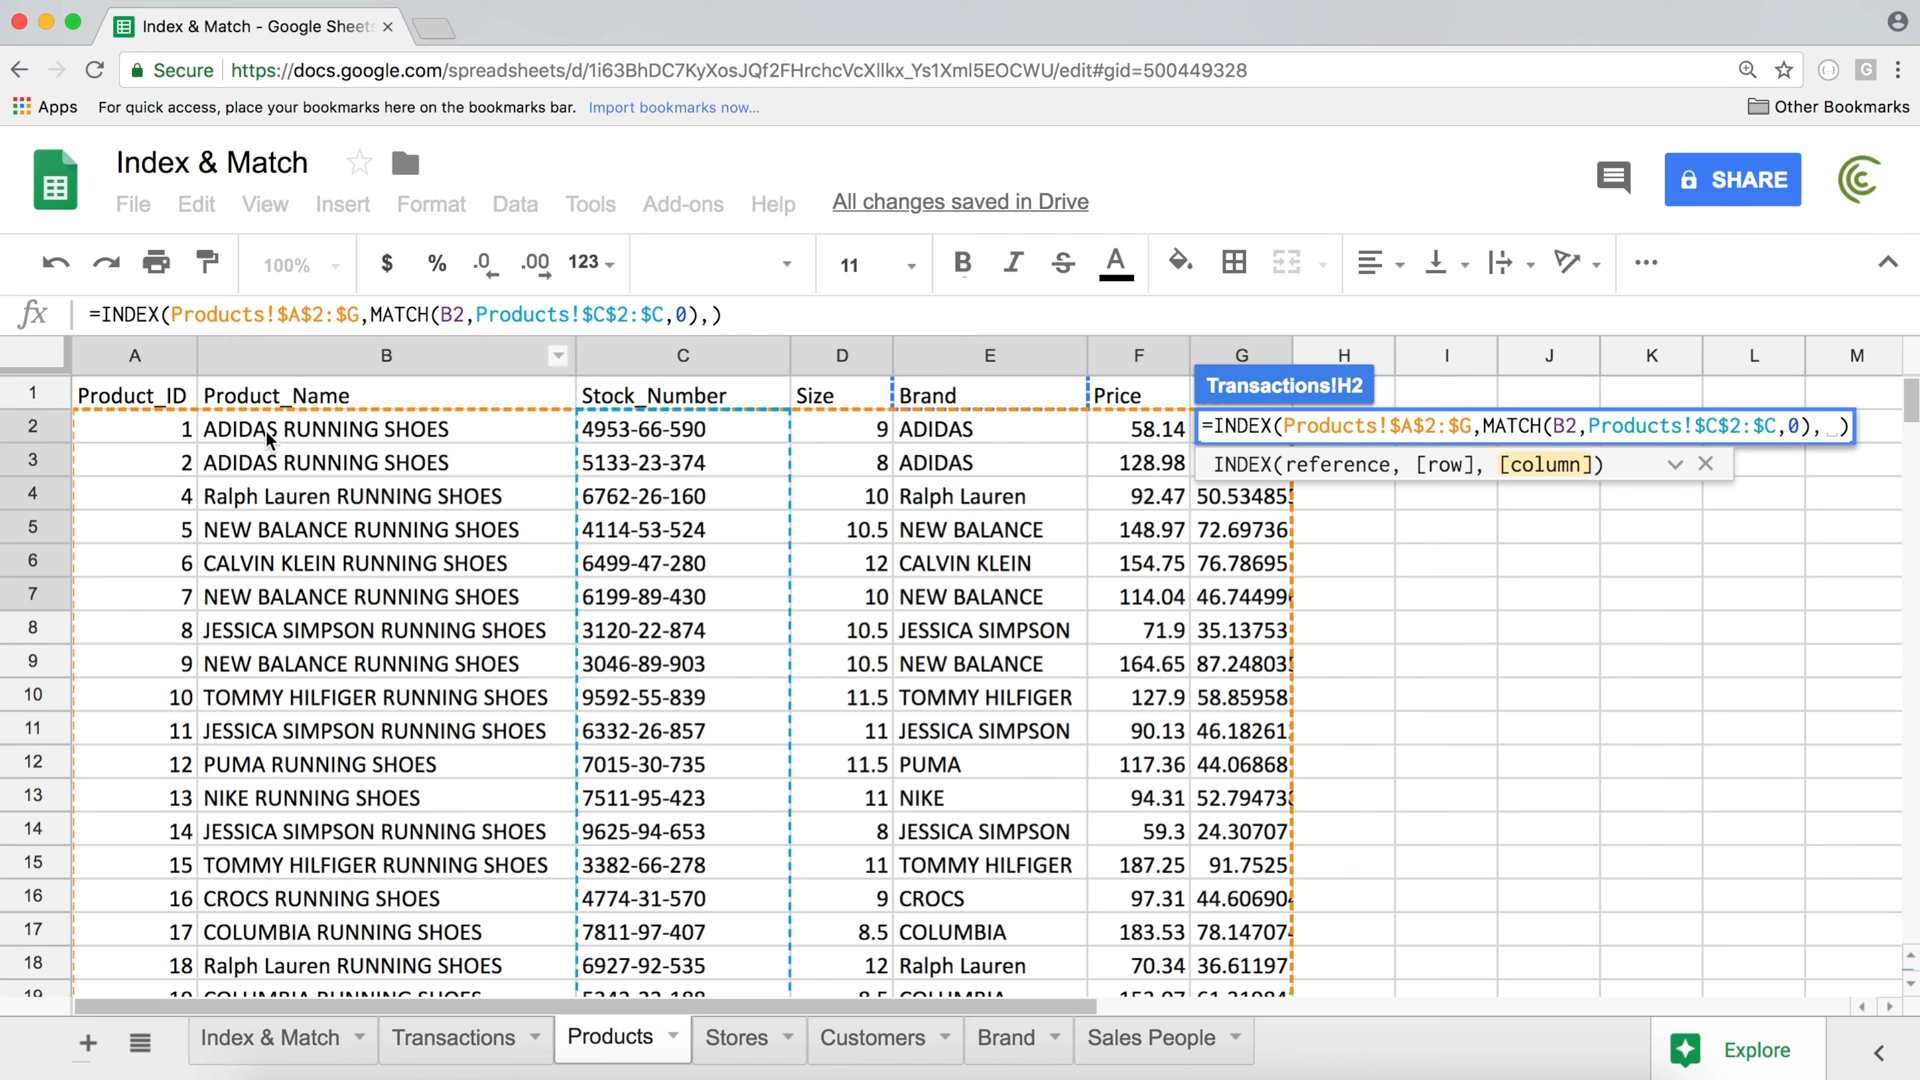 Index & Match - Google Sheets
Secure https://docs.google.com/spreadsheets/d/1i63BhDC7KyXosJQf2FHrchcVcXllkx_Ys1Xml5EOCWU/edit#gid=500449328
Apps For quick access, place your bookmarks here on the bookmarks bar. Import bookmarks now... Other Bookmarks
Index & Match
SHARE
File Edit View Insert Format Data Tools Add-ons Help All changes saved in Drive
100% $ % .0 .00 123 11 B I S A
fx =INDEX(Products!$A$2:$G,MATCH(B2,Products!$C$2:$C,0),)
A B C D E F G H I J K L M
Transactions!H2
1 Product_ID Product_Name Stock_Number Size Brand Price
2 1 ADIDAS RUNNING SHOES 4953-66-590 9 ADIDAS 58.14 =INDEX(Products!$A$2:$G,MATCH(B2,Products!$C$2:$C,0), )
3 2 ADIDAS RUNNING SHOES 5133-23-374 8 ADIDAS 128.98 INDEX(reference, [row], [column])
4 4 Ralph Lauren RUNNING SHOES 6762-26-160 10 Ralph Lauren 92.47 50.53485
5 5 NEW BALANCE RUNNING SHOES 4114-53-524 10.5 NEW BALANCE 148.97 72.69736
6 6 CALVIN KLEIN RUNNING SHOES 6499-47-280 12 CALVIN KLEIN 154.75 76.78695
7 7 NEW BALANCE RUNNING SHOES 6199-89-430 10 NEW BALANCE 114.04 46.74499
8 8 JESSICA SIMPSON RUNNING SHOES 3120-22-874 10.5 JESSICA SIMPSON 71.9 35.13753
9 9 NEW BALANCE RUNNING SHOES 3046-89-903 10.5 NEW BALANCE 164.65 87.24803
10 10 TOMMY HILFIGER RUNNING SHOES 9592-55-839 11.5 TOMMY HILFIGER 127.9 58.85958
11 11 JESSICA SIMPSON RUNNING SHOES 6332-26-857 11 JESSICA SIMPSON 90.13 46.18261
12 12 PUMA RUNNING SHOES 7015-30-735 11.5 PUMA 117.36 44.06868
13 13 NIKE RUNNING SHOES 7511-95-423 11 NIKE 94.31 52.79473
14 14 JESSICA SIMPSON RUNNING SHOES 9625-94-653 8 JESSICA SIMPSON 59.3 24.30707
15 15 TOMMY HILFIGER RUNNING SHOES 3382-66-278 11 TOMMY HILFIGER 187.25 91.7525
16 16 CROCS RUNNING SHOES 4774-31-570 9 CROCS 97.31 44.60690
17 17 COLUMBIA RUNNING SHOES 7811-97-407 8.5 COLUMBIA 183.53 78.14707
18 18 Ralph Lauren RUNNING SHOES 6927-92-535 12 Ralph Lauren 70.34 36.61197
Index & Match Transactions Products Stores Customers Brand Sales People Explore